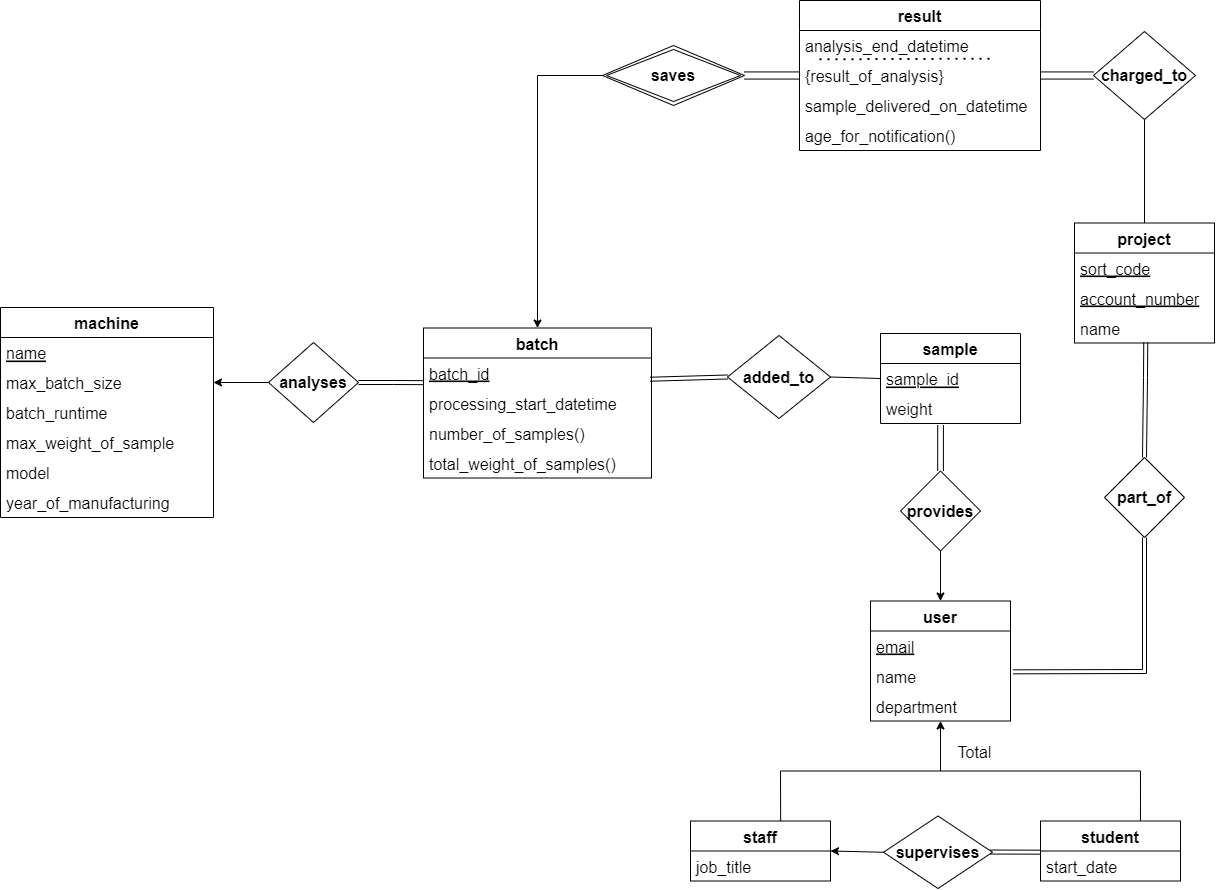 result
analysis_end_datetime
{result_of_analysis}
sample_delivered_on_datetime
age_for_notification()
saves
charged_to
project
sort_code
account_number
name
machine
name
max_batch_size
batch_runtime
max_weight_of_sample
model
year_of_manufacturing
analyses
batch
batch_id
processing_start_datetime
number_of_samples()
total_weight_of_samples()
added_to
sample
sample_id
weight
provides
part_of
user
email
name
department
Total
staff
job_title
supervises
student
start_date